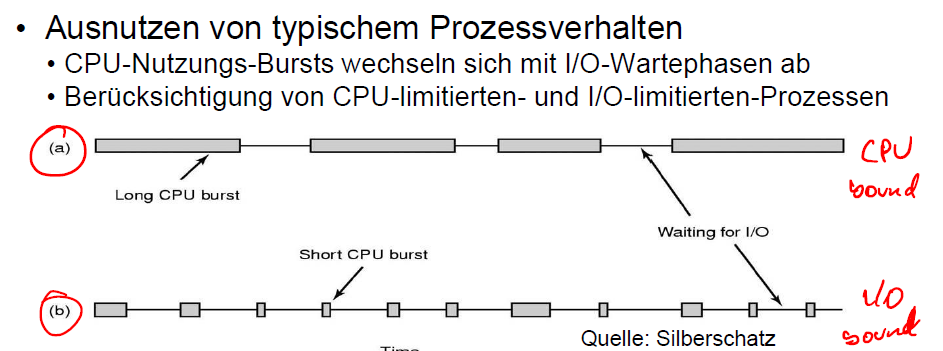 • Ausnutzen von typischem Prozessverhalten
• CPU-Nutzungs-Bursts wechseln sich mit I/O-Wartephasen ab
• Berücksichtigung von CPU-limitierten- und I/O-limitierten-Prozessen
(a)
CPU
bound
Long CPU burst
Waiting for I/O
Short CPU burst
(b)
I/O
bound
Quelle: Silberschatz
Time